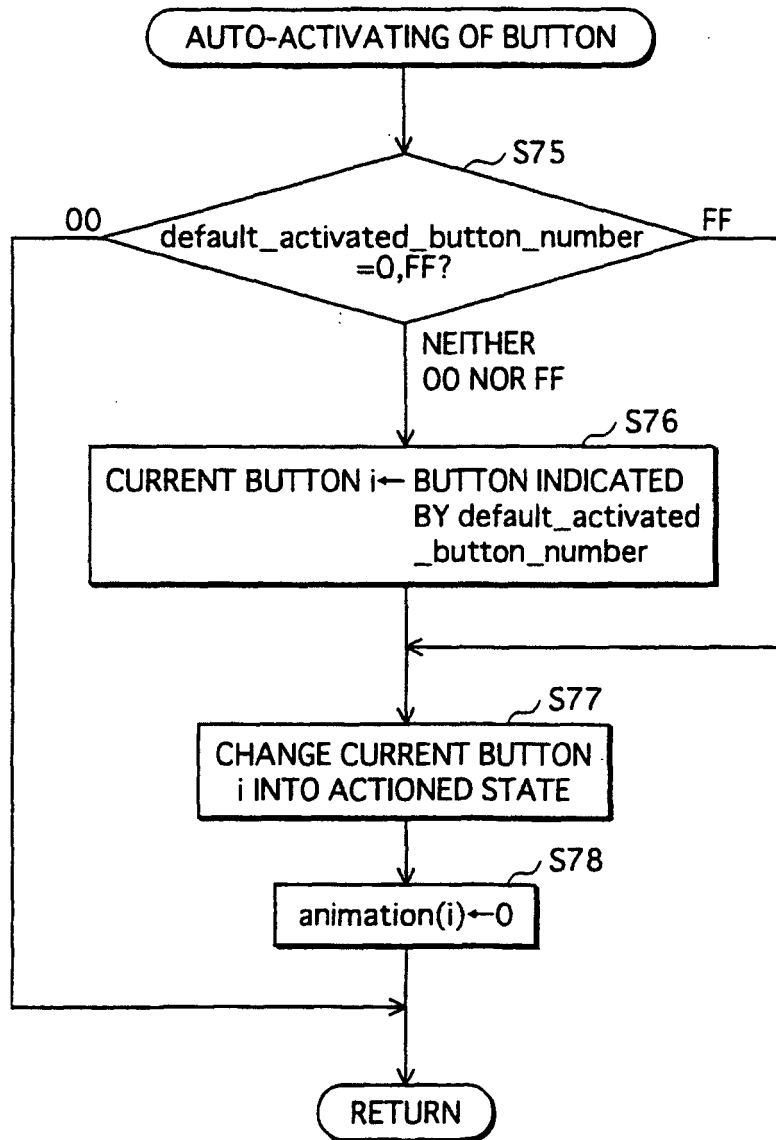 AUTO-ACTIVATING OF BUTTON
S75
00
default_activated_button_number
=0,FF?
FF
NEITHER
00 NOR FF
S76
CURRENT BUTTON i← BUTTON INDICATED
BY default_activated
_button_number
S77
CHANGE CURRENT BUTTON
i INTO ACTIONED STATE
S78
animation(i)←0
RETURN